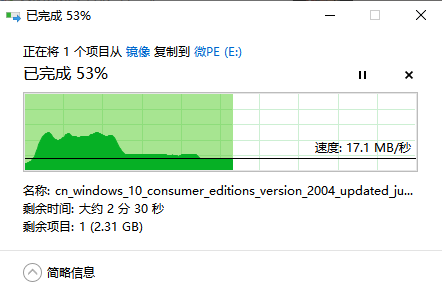 已完成 53%
正在将 1 个项目从 镜像 复制到 微PE (E:)
已完成 53%
速度: 17.1 MB/秒
名称: cn_windows_10_consumer_editions_version_2004_updated_ju...
剩余时间: 大约 2 分 30 秒
剩余项目: 1 (2.31 GB)
简略信息